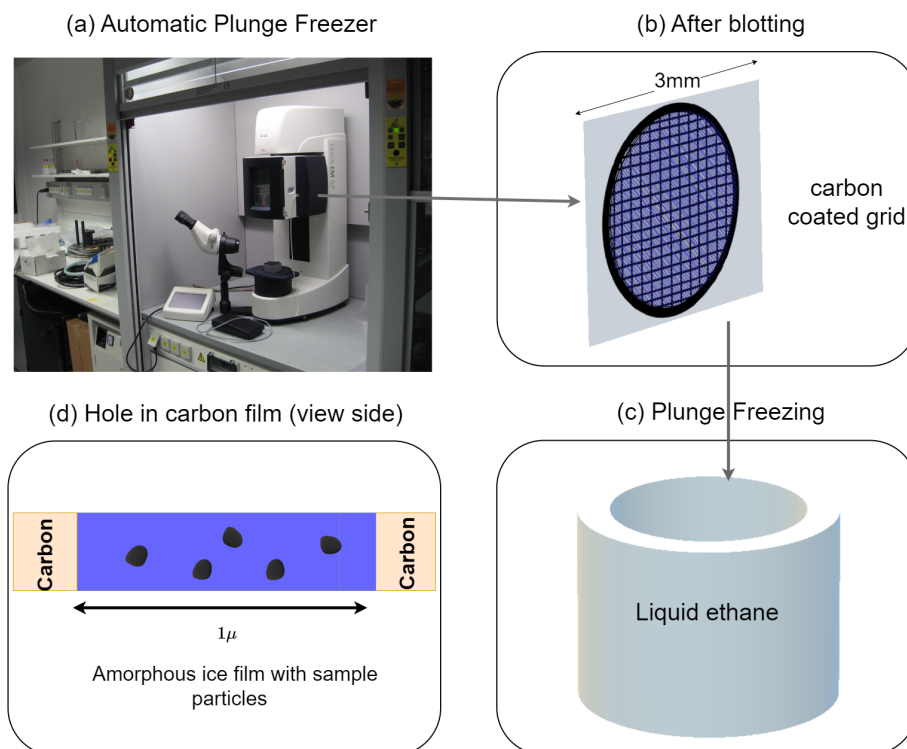 (a) Automatic Plunge Freezer
(b) After blotting
3mm
carbon
coated grid
(d) Hole in carbon film (view side)
Carbon
Carbon
1μ
Amorphous ice film with sample
particles
(c) Plunge Freezing
Liquid ethane